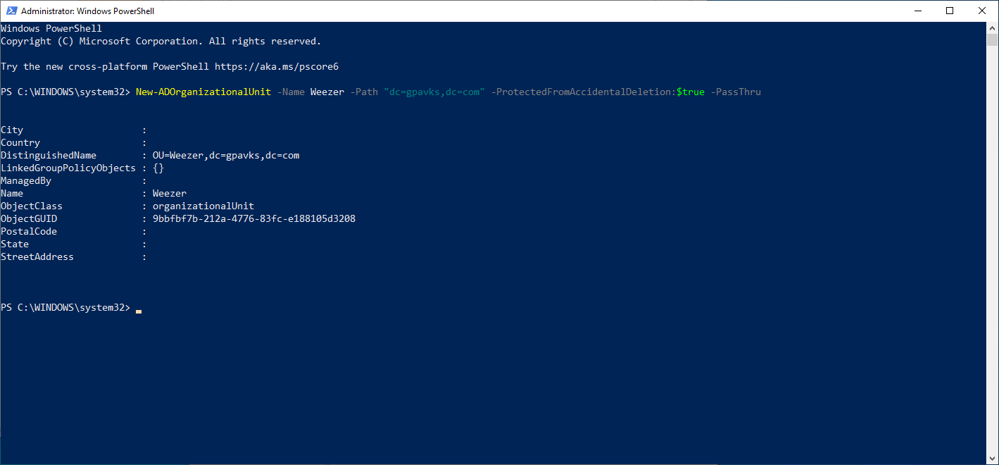 Administrator: Windows PowerShell
Windows PowerShell
Copyright (C) Microsoft Corporation. All rights reserved.
Try the new cross-platform PowerShell https://aka.ms/pscore6
PS C:\WINDOWS\system32> New-ADOrganizationalUnit -Name Weezer -Path "dc=gpavks,dc=com" -ProtectedFromAccidentalDeletion:$true -PassThru
City :
Country :
DistinguishedName : OU=Weezer,dc=gpavks,dc=com
LinkedGroupPolicyObjects : {}
ManagedBy :
Name : Weezer
ObjectClass : organizationalUnit
ObjectGUID : 9bbfbf7b-212a-4776-83fc-e188105d3208
PostalCode :
State :
StreetAddress :
PS C:\WINDOWS\system32>